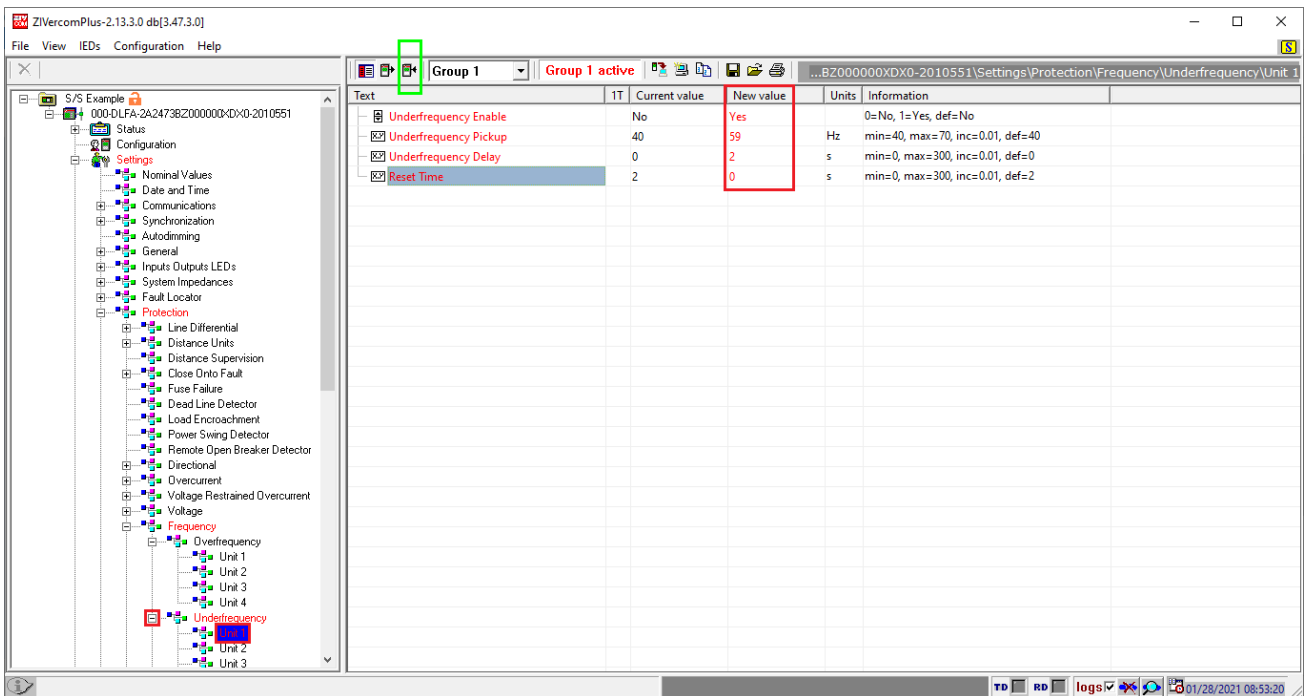 ZIVercomPlus-2.13.3.0 db[3.47.3.0]
File View IEDs Configuration Help
S
Group 1 Group 1 active ...BZ000000XDX0-2010551\Settings\Protection\Frequency\Underfrequency\Unit 1
S/S Example
000-DLFA-2A2473BZ000000XDX0-2010551
Status
Configuration
Settings
Nominal Values
Date and Time
Communications
Synchronization
Autodimming
General
Inputs Outputs LEDs
System Impedances
Fault Locator
Protection
Line Differential
Distance Units
Distance Supervision
Close Onto Fault
Fuse Failure
Dead Line Detector
Load Encroachment
Power Swing Detector
Remote Open Breaker Detector
Directional
Overcurrent
Voltage Restrained Overcurrent
Voltage
Frequency
Overfrequency
Unit 1
Unit 2
Unit 3
Unit 4
Underfrequency
Unit 1
Unit 2
Unit 3
Text 1T Current value New value Units Information
Underfrequency Enable No Yes 0=No, 1=Yes, def=No
Underfrequency Pickup 40 59 Hz min=40, max=70, inc=0.01, def=40
Underfrequency Delay 0 2 s min=0, max=300, inc=0.01, def=0
Reset Time 2 0 s min=0, max=300, inc=0.01, def=2
TD RD logs 01/28/2021 08:53:20